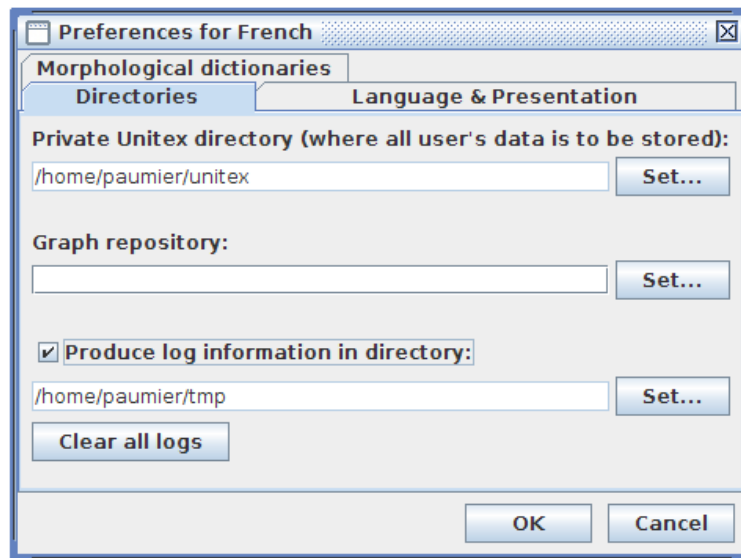 Preferences for French
Morphological dictionaries
Directories
Language & Presentation
Private Unitex directory (where all user's data is to be stored):
/home/paumier/unitex
Set...
Graph repository:
Set...
Produce log information in directory:
/home/paumier/tmp
Set...
Clear all logs
OK
Cancel